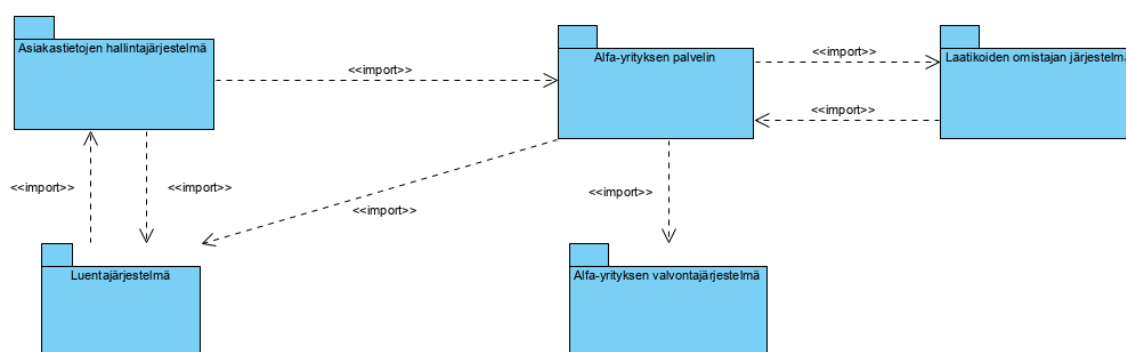 Asiakastietojen hallintajärjestelmä
<<import>>
Alfa-yrityksen palvelin
<<import>>
Laatikoiden omistajan järjestelmä
<<import>>
<<import>>
<<import>>
<<import>>
<<import>>
Luentajärjestelmä
Alfa-yrityksen valvontajärjestelmä